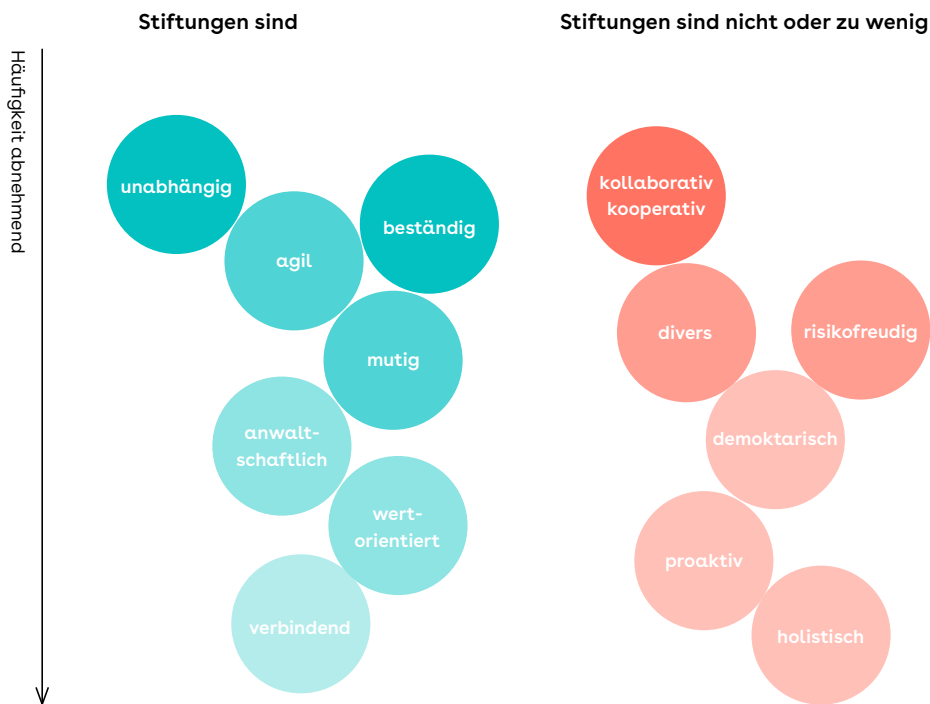 Stiftungen sind
Stiftungen sind nicht oder zu wenig
Häufigkeit abnehmend
unabhängig
beständig
agil
mutig
anwalt-
schaftlich
wert-
orientiert
verbindend
kollaborativ
kooperativ
divers
risikofreudig
demoktarisch
proaktiv
holistisch